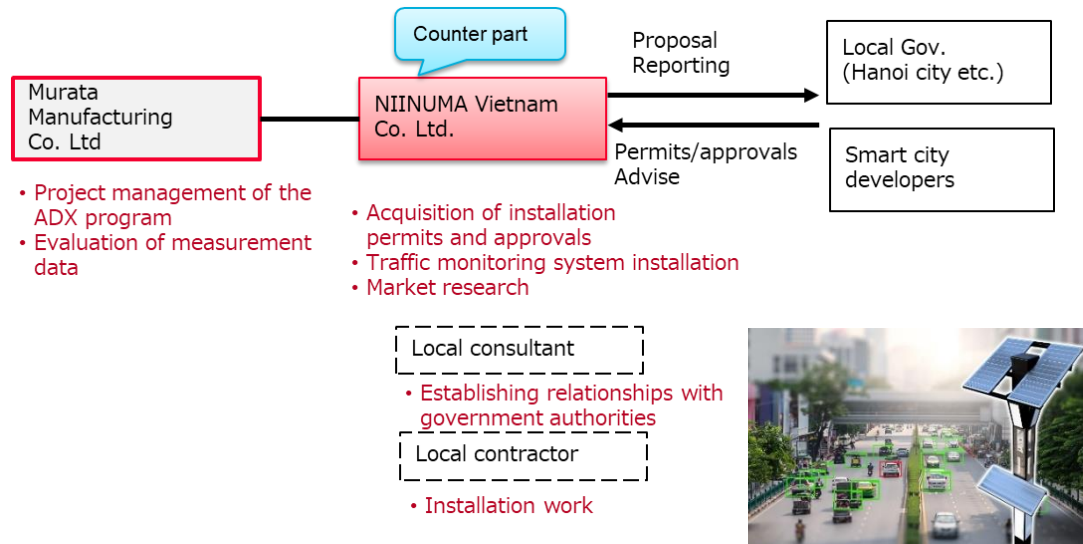 Counter part
Murata
Manufacturing
Co. Ltd
NIINUMA Vietnam
Co. Ltd.
Proposal
Reporting
Permits/approvals
Advise
Local Gov.
(Hanoi city etc.)
Smart city
developers
• Project management of the
ADX program
• Evaluation of measurement
data
• Acquisition of installation
permits and approvals
• Traffic monitoring system installation
• Market research
Local consultant
• Establishing relationships with
government authorities
Local contractor
• Installation work